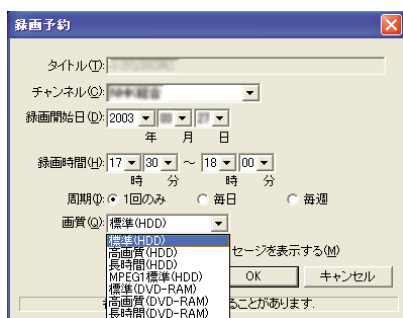 録画予約
タイトル(T):
チャンネル(C):
録画開始日(D): 2003
年 月 日
録画時間(H): 17 30 ～ 18 00
時 分 時 分
周期(I): 1回のみ 毎日 毎週
画質(Q): 標準(HDD)
標準(HDD)
高画質(HDD) セージを表示する(M)
長時間(HDD)
MPEG1標準(HDD) OK キャンセル
標準(DVD-RAM)
高画質(DVD-RAM) ることがあります.
長時間(DVD-RAM)